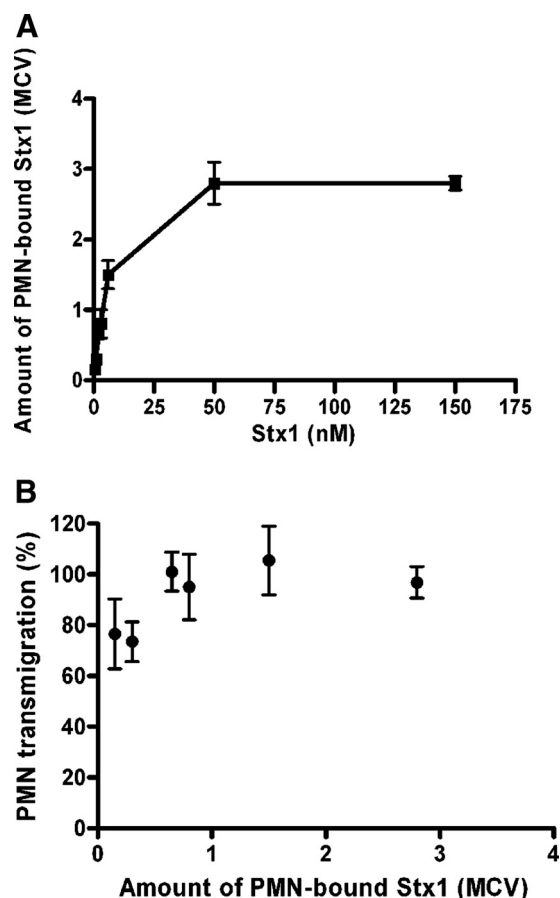 A
Amount of PMN-bound Stx1 (MCV)
4
3
2
1
0
0 25 50 75 100 125 150 175
Stx1 (nM)
B
PMN transmigration (%)
120
100
80
60
40
20
0
0 1 2 3 4
Amount of PMN-bound Stx1 (MCV)